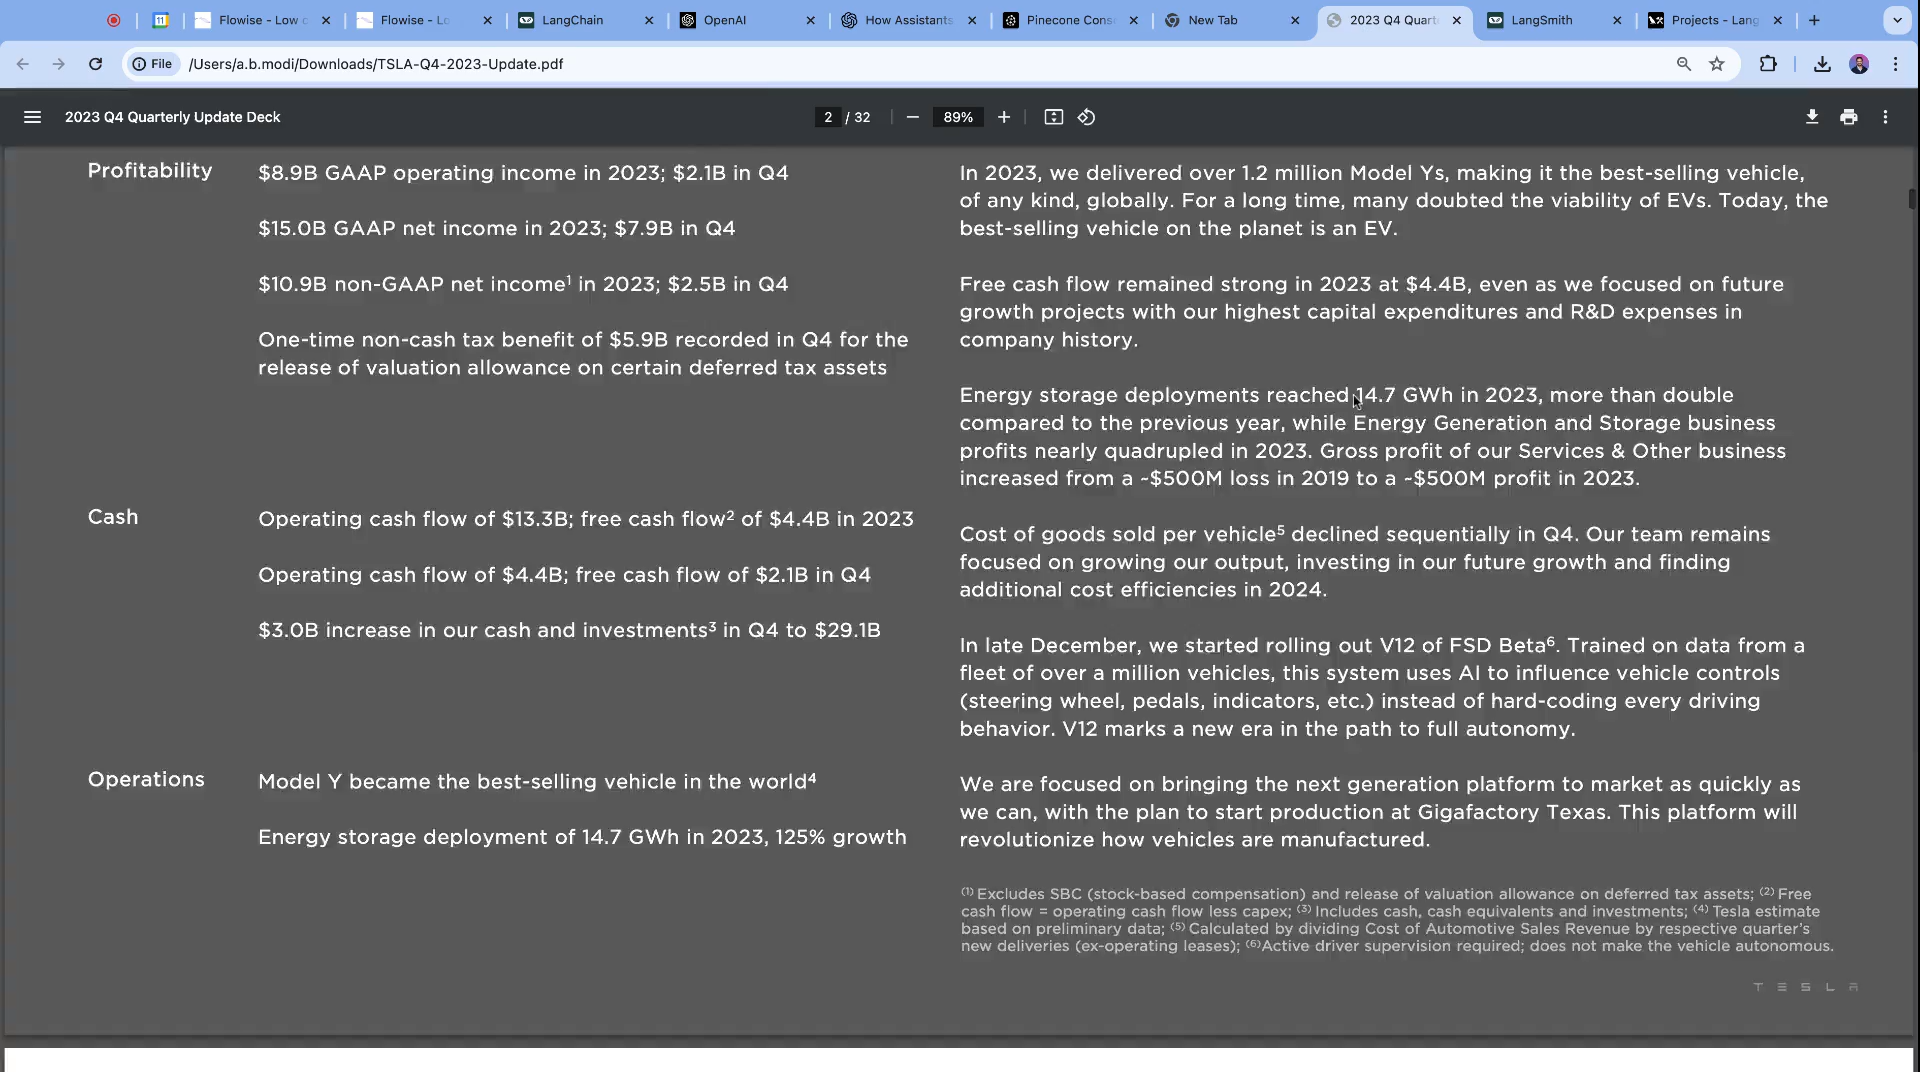 Flowise - Low c
Flowise - Lo
LangChain
OpenAI
How Assistants
Pinecone Cons
New Tab
2023 Q4 Quart
LangSmith
Projects - Lang
File
/Users/a.b.modi/Downloads/TSLA-Q4-2023-Update.pdf
2023 Q4 Quarterly Update Deck
2 / 32
89%
Profitability
$8.9B GAAP operating income in 2023; $2.1B in Q4
$15.0B GAAP net income in 2023; $7.9B in Q4
$10.9B non-GAAP net income¹ in 2023; $2.5B in Q4
One-time non-cash tax benefit of $5.9B recorded in Q4 for the
release of valuation allowance on certain deferred tax assets
Cash
Operating cash flow of $13.3B; free cash flow² of $4.4B in 2023
Operating cash flow of $4.4B; free cash flow of $2.1B in Q4
$3.0B increase in our cash and investments³ in Q4 to $29.1B
Operations
Model Y became the best-selling vehicle in the world⁴
Energy storage deployment of 14.7 GWh in 2023, 125% growth
In 2023, we delivered over 1.2 million Model Ys, making it the best-selling vehicle,
of any kind, globally. For a long time, many doubted the viability of EVs. Today, the
best-selling vehicle on the planet is an EV.
Free cash flow remained strong in 2023 at $4.4B, even as we focused on future
growth projects with our highest capital expenditures and R&D expenses in
company history.
Energy storage deployments reached 14.7 GWh in 2023, more than double
compared to the previous year, while Energy Generation and Storage business
profits nearly quadrupled in 2023. Gross profit of our Services & Other business
increased from a ~$500M loss in 2019 to a ~$500M profit in 2023.
Cost of goods sold per vehicle⁵ declined sequentially in Q4. Our team remains
focused on growing our output, investing in our future growth and finding
additional cost efficiencies in 2024.
In late December, we started rolling out V12 of FSD Beta⁶. Trained on data from a
fleet of over a million vehicles, this system uses AI to influence vehicle controls
(steering wheel, pedals, indicators, etc.) instead of hard-coding every driving
behavior. V12 marks a new era in the path to full autonomy.
We are focused on bringing the next generation platform to market as quickly as
we can, with the plan to start production at Gigafactory Texas. This platform will
revolutionize how vehicles are manufactured.
⁽¹⁾ Excludes SBC (stock-based compensation) and release of valuation allowance on deferred tax assets; ⁽²⁾ Free
cash flow = operating cash flow less capex; ⁽³⁾ Includes cash, cash equivalents and investments; ⁽⁴⁾ Tesla estimate
based on preliminary data; ⁽⁵⁾ Calculated by dividing Cost of Automotive Sales Revenue by respective quarter's
new deliveries (ex-operating leases); ⁽⁶⁾Active driver supervision required; does not make the vehicle autonomous.
TESLA